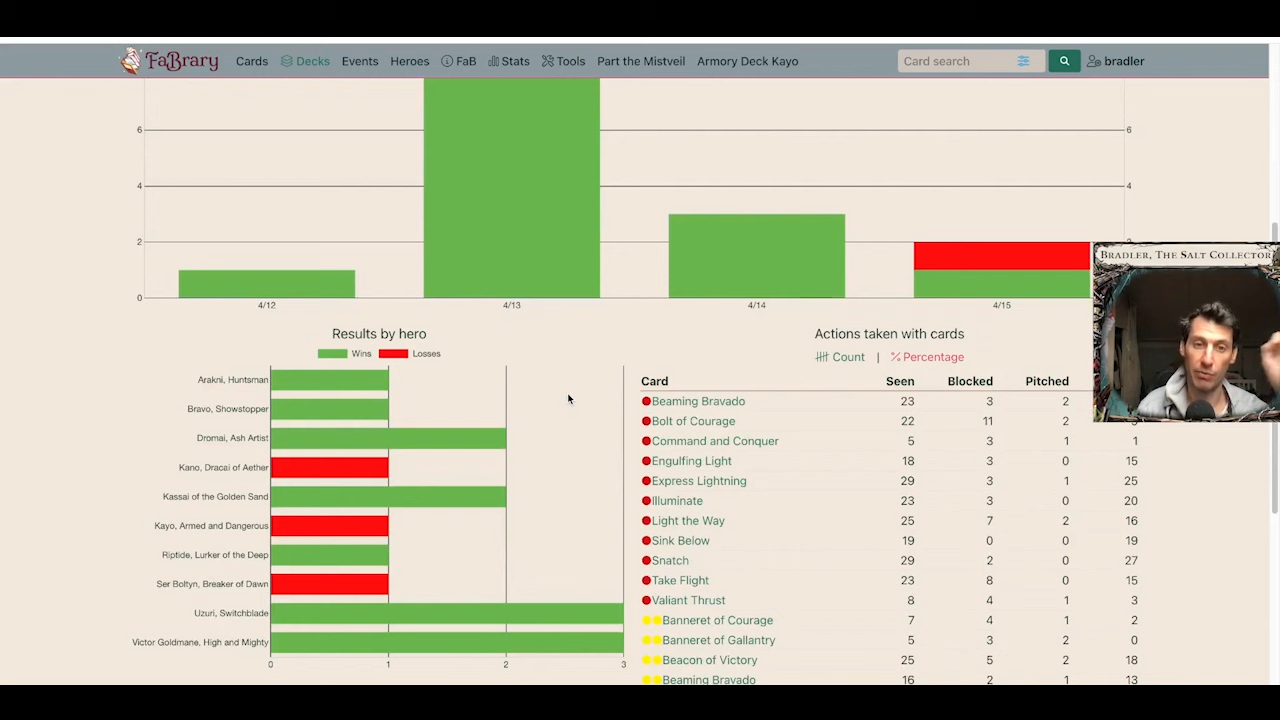 FaBrary Cards Decks Events Heroes FaB Stats Tools Part the Mistveil Armory Deck Kayo Card search bradler
6 6
4 4
2
0
4/12 4/13 4/14 4/15
BRADLER, THE SALT COLLECTOR
Results by hero
Wins Losses
Arakni, Huntsman
Bravo, Showstopper
Dromai, Ash Artist
Kano, Dracai of Aether
Kassai of the Golden Sand
Kayo, Armed and Dangerous
Riptide, Lurker of the Deep
Ser Boltyn, Breaker of Dawn
Uzuri, Switchblade
Victor Goldmane, High and Mighty
0 1 2 3
Actions taken with cards
Count | Percentage
Card Seen Blocked Pitched
Beaming Bravado 23 3 2
Bolt of Courage 22 11 2
Command and Conquer 5 3 1 1
Engulfing Light 18 3 0 15
Express Lightning 29 3 1 25
Illuminate 23 3 0 20
Light the Way 25 7 2 16
Sink Below 19 0 0 19
Snatch 29 2 0 27
Take Flight 23 8 0 15
Valiant Thrust 8 4 1 3
Banneret of Courage 7 4 1 2
Banneret of Gallantry 5 3 2 0
Beacon of Victory 25 5 2 18
Beaming Bravado 16 2 1 13